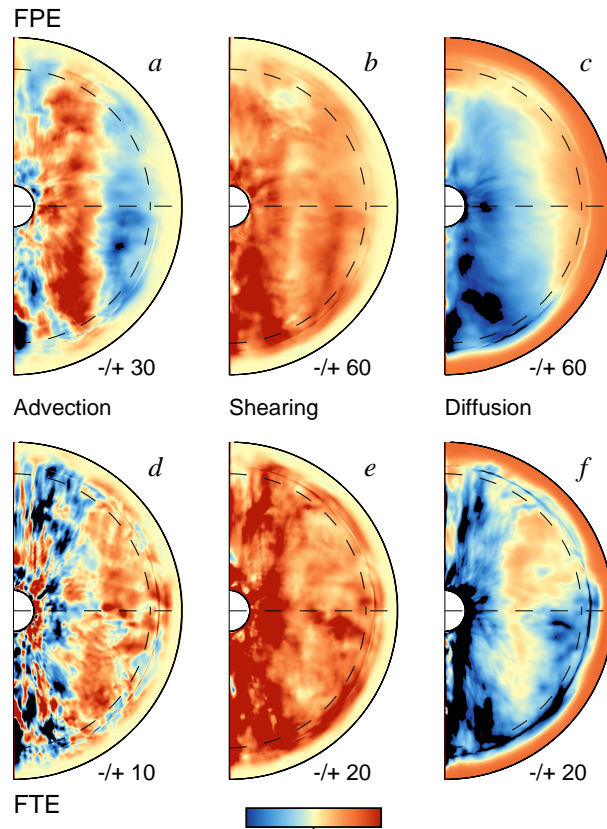 FPE
a b c
-/+ 30 -/+ 60 -/+ 60
Advection Shearing Diffusion
d e f
-/+ 10 -/+ 20 -/+ 20
FTE